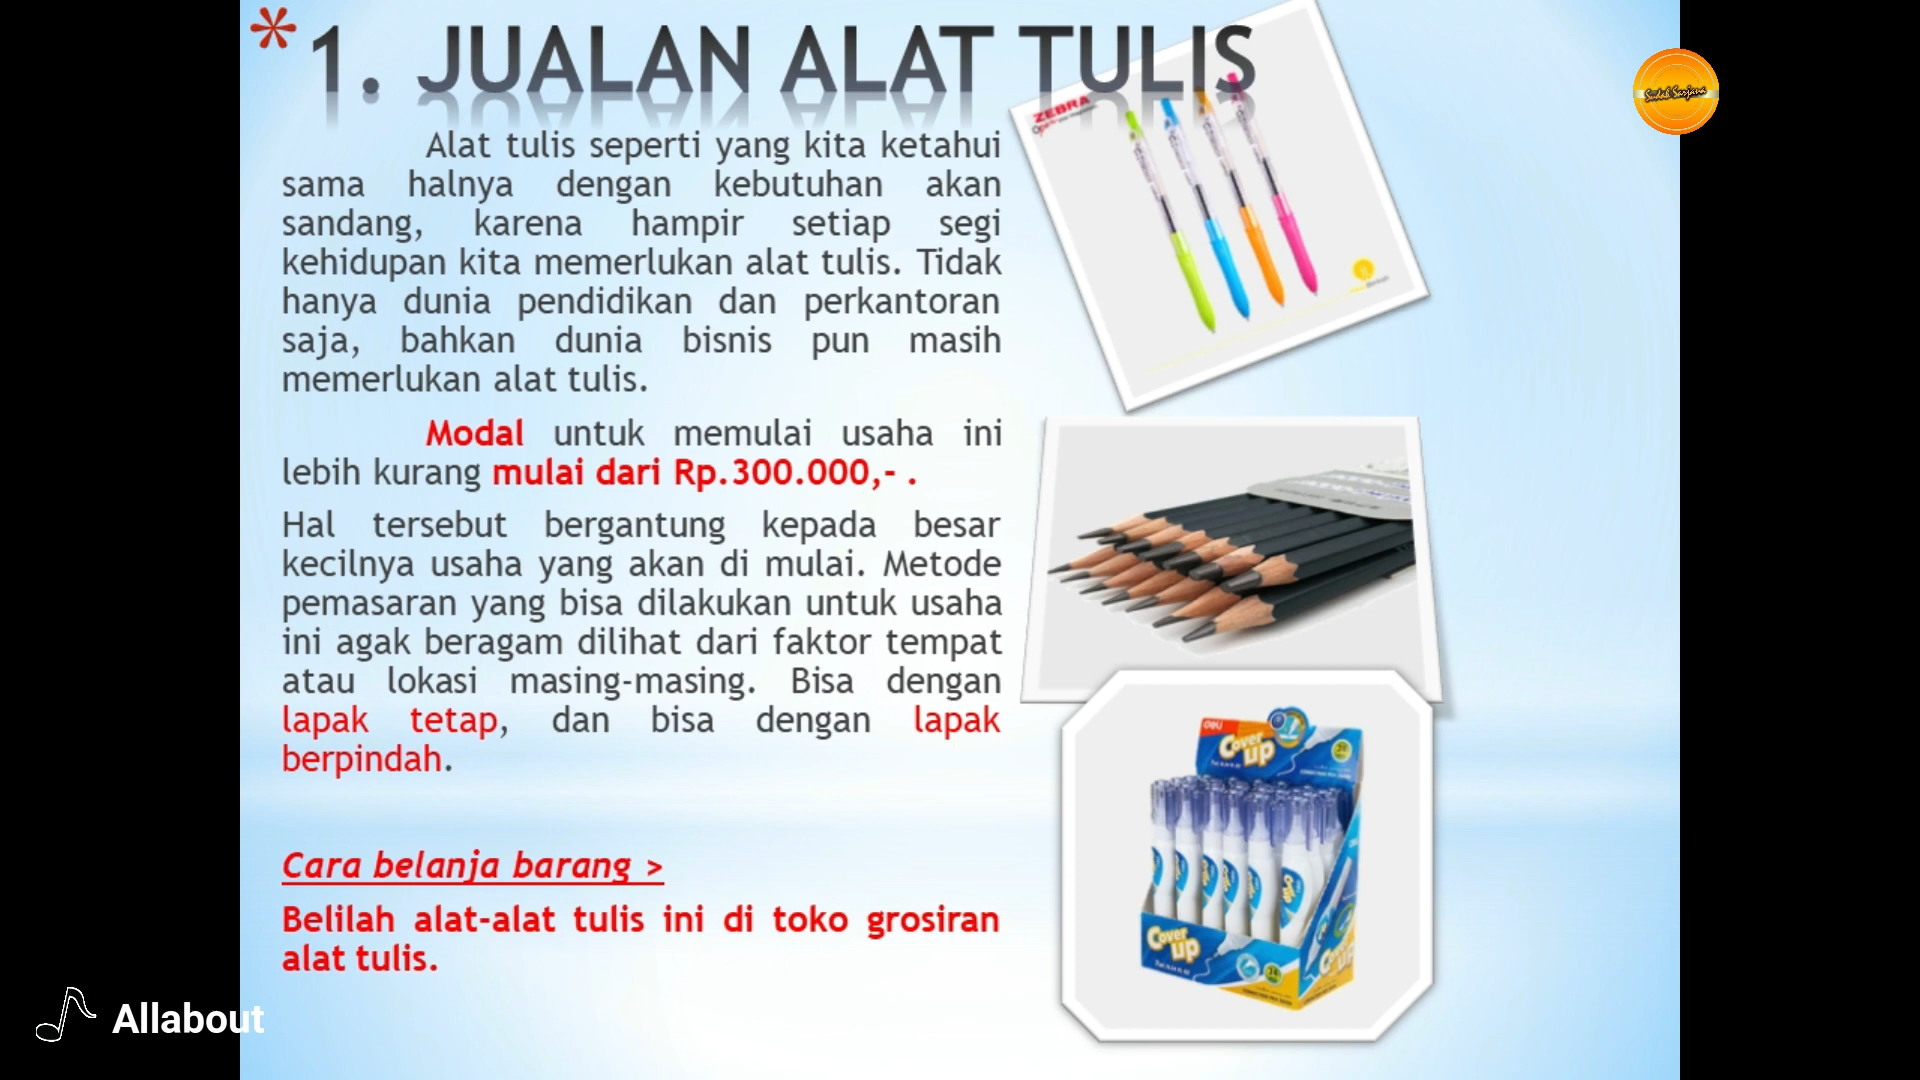 * 1. JUALAN ALAT TULIS
Sudah Sarjana
ZEBRA
Alat tulis seperti yang kita ketahui
sama halnya dengan kebutuhan akan
sandang, karena hampir setiap segi
kehidupan kita memerlukan alat tulis. Tidak
hanya dunia pendidikan dan perkantoran
saja, bahkan dunia bisnis pun masih
memerlukan alat tulis.
Modal untuk memulai usaha ini
lebih kurang mulai dari Rp.300.000,- .
Hal tersebut bergantung kepada besar
kecilnya usaha yang akan di mulai. Metode
pemasaran yang bisa dilakukan untuk usaha
ini agak beragam dilihat dari faktor tempat
atau lokasi masing-masing. Bisa dengan
lapak tetap, dan bisa dengan lapak
berpindah.
Cara belanja barang >
Belilah alat-alat tulis ini di toko grosiran
alat tulis.
deli
Cover
up
Cover
up
Allabout